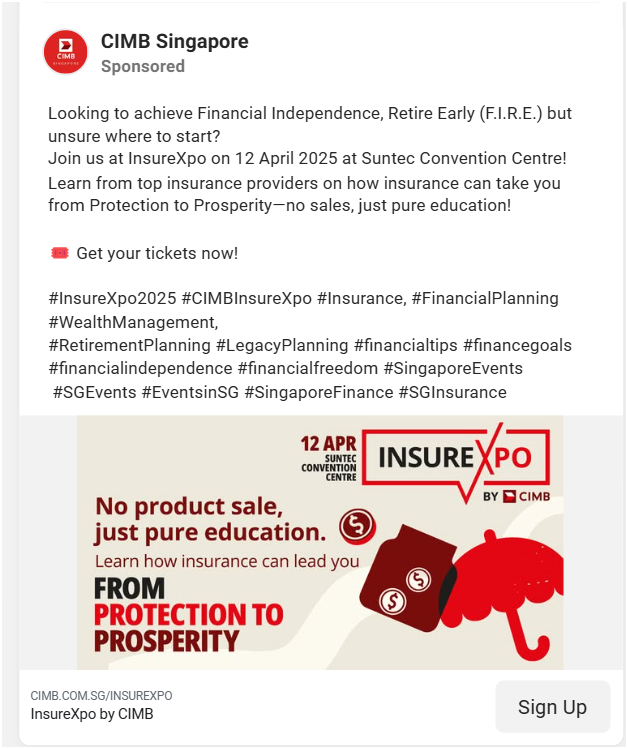 CIMB
SINGAPORE
CIMB Singapore
Sponsored
Looking to achieve Financial Independence, Retire Early (F.I.R.E.) but
unsure where to start?
Join us at InsureXpo on 12 April 2025 at Suntec Convention Centre!
Learn from top insurance providers on how insurance can take you
from Protection to Prosperity—no sales, just pure education!
🎟️ Get your tickets now!
#InsureXpo2025 #CIMBInsureXpo #Insurance, #FinancialPlanning
#WealthManagement,
#RetirementPlanning #LegacyPlanning #financialtips #financegoals
#financialindependence #financialfreedom #SingaporeEvents
#SGEvents #EventsinSG #SingaporeFinance #SGInsurance
12 APR
SUNTEC
CONVENTION
CENTRE
INSUREXPO
BY CIMB
No product sale,
just pure education.
Learn how insurance can lead you
FROM
PROTECTION TO
PROSPERITY
$
$
$
CIMB.COM.SG/INSUREXPO
InsureXpo by CIMB
Sign Up